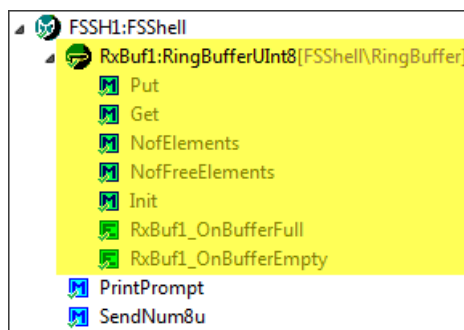 FSSH1:FSShell
RxBuf1:RingBufferUInt8[FSShell\RingBuffer]
Put
Get
NofElements
NofFreeElements
Init
RxBuf1_OnBufferFull
RxBuf1_OnBufferEmpty
PrintPrompt
SendNum8u